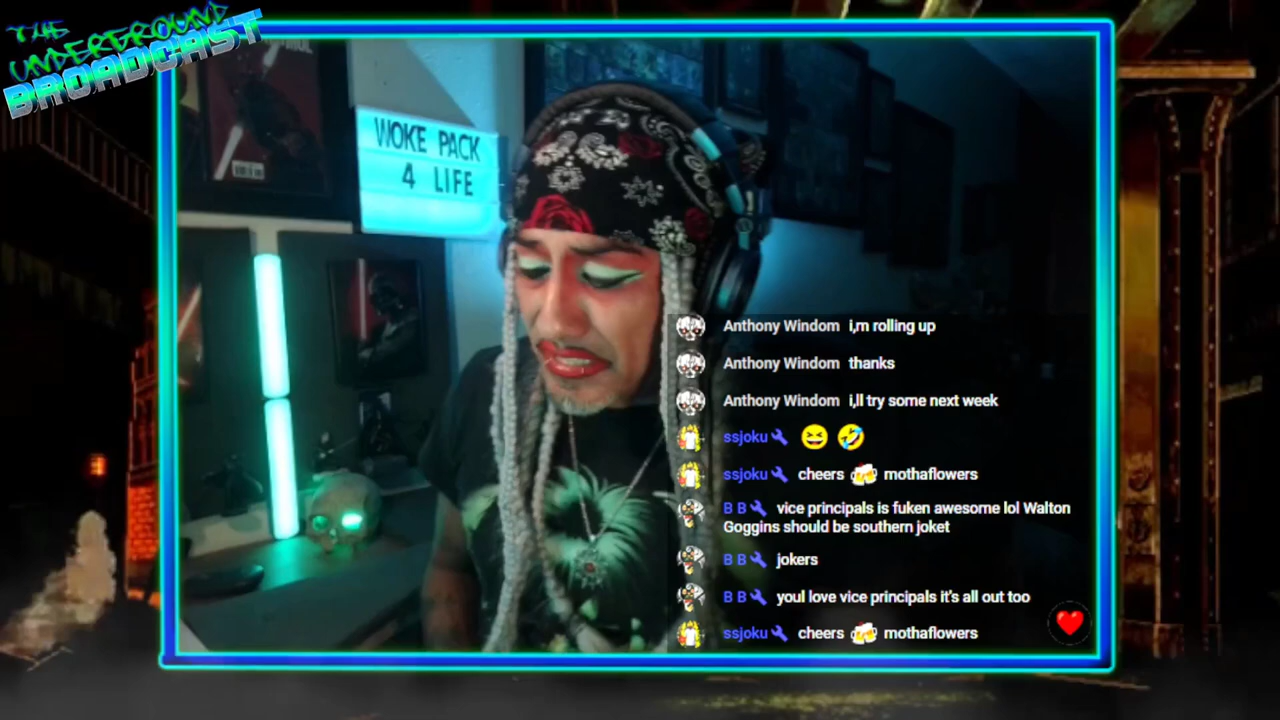 THE
UNDERGROUND
BROADCAST
WOKE PACK
4 LIFE
Anthony Windom i,m rolling up
Anthony Windom thanks
Anthony Windom i,ll try some next week
ssjoku 😆 🤣
ssjoku cheers 🍻 mothaflowers
B B vice principals is fuken awesome lol Walton
Goggins should be southern joket
B B jokers
B B youl love vice principals it's all out too
ssjoku cheers 🍻 mothaflowers